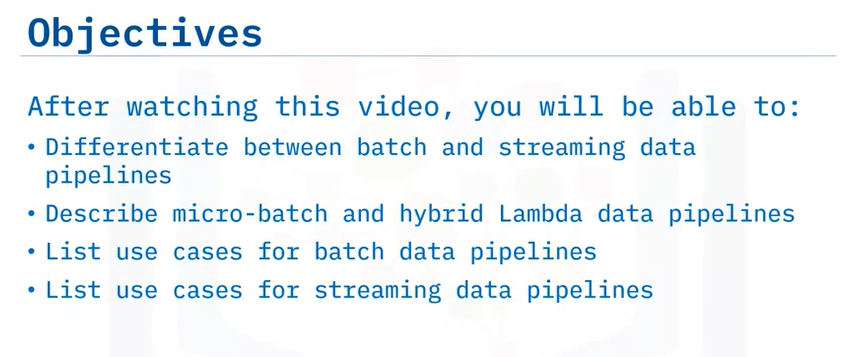 Objectives
After watching this video, you will be able to:
• Differentiate between batch and streaming data
pipelines
• Describe micro-batch and hybrid Lambda data pipelines
• List use cases for batch data pipelines
• List use cases for streaming data pipelines